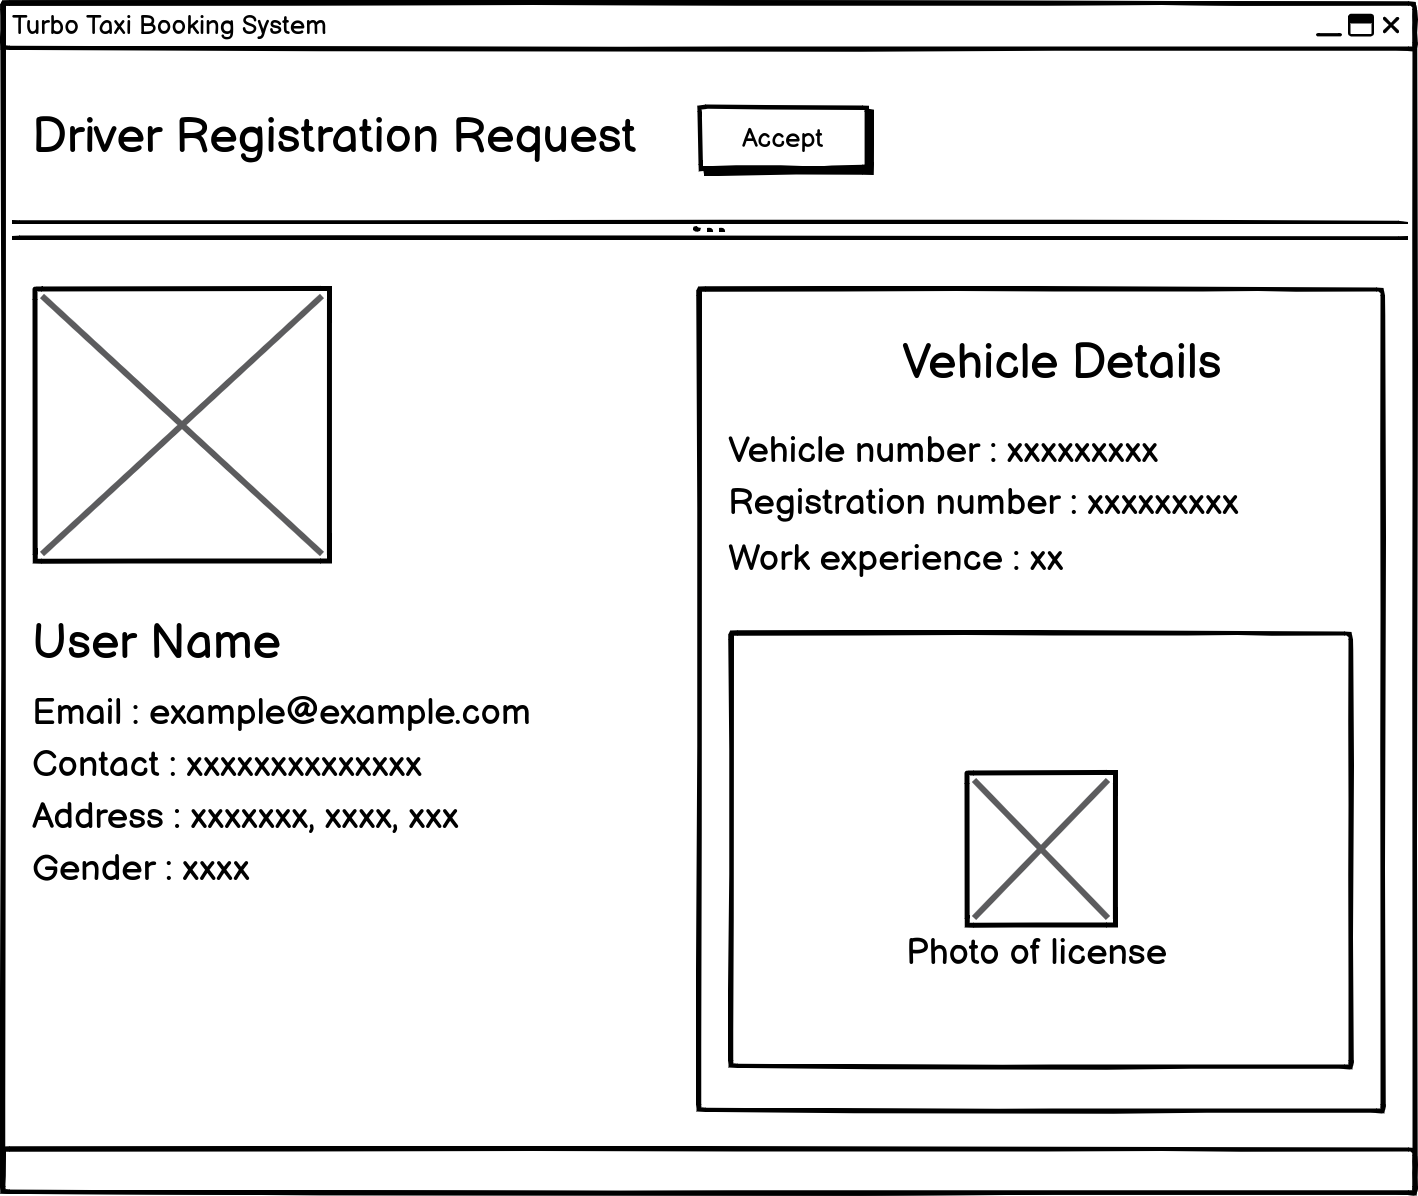 Turbo Taxi Booking System
Driver Registration Request
Accept
User Name
Email : example@example.com
Contact : xxxxxxxxxxxxxx
Address : xxxxxxx, xxxx, xxx
Gender : xxxx
Vehicle Details
Vehicle number : xxxxxxxxx
Registration number : xxxxxxxxx
Work experience : xx
Photo of license